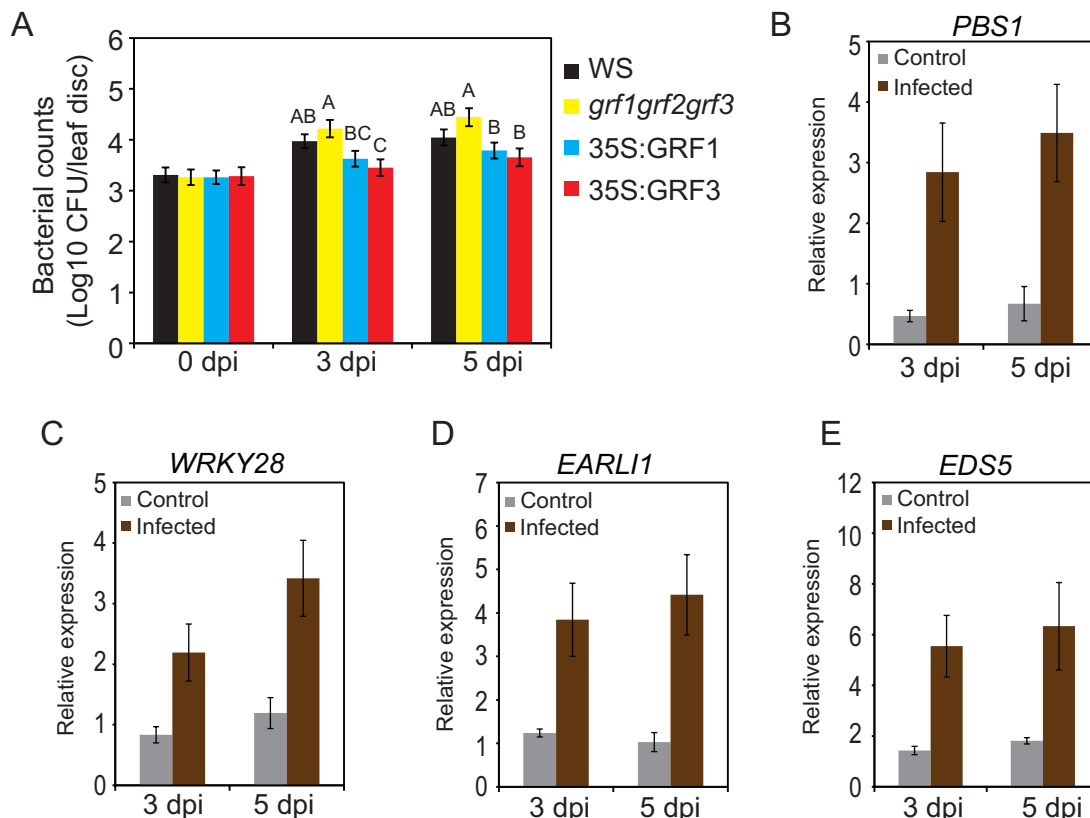 A
6
5
4
3
2
1
0
Bacterial counts
(Log10 CFU/leaf disc)
AB
A
BC
C
AB
A
B
B
0 dpi
3 dpi
5 dpi
WS
grf1grf2grf3
35S:GRF1
35S:GRF3
B
PBS1
Control
Infected
5
4
3
2
1
0
Relative expression
3 dpi
5 dpi
C
WRKY28
Control
Infected
5
4
3
2
1
0
Relative expression
3 dpi
5 dpi
D
EARLI1
Control
Infected
7
6
5
4
3
2
1
0
Relative expression
3 dpi
5 dpi
E
EDS5
Control
Infected
12
10
8
6
4
2
0
Relative expression
3 dpi
5 dpi